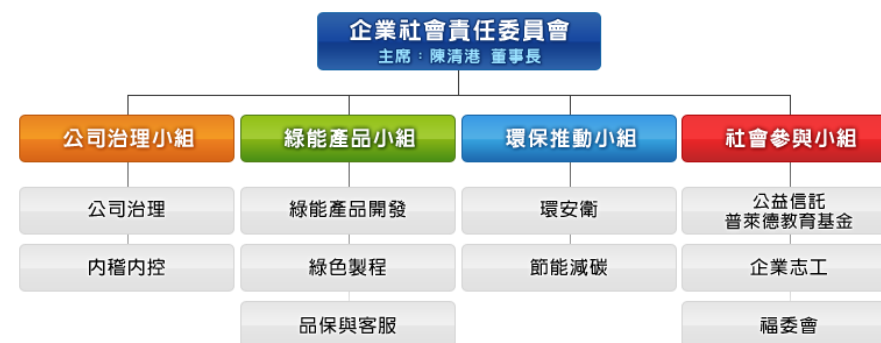 企業社會責任委員會
主席：陳清港 董事長
公司治理小組
綠能產品小組
環保推動小組
社會參與小組
公司治理
綠能產品開發
環安衛
公益信託
普萊德教育基金
內稽內控
綠色製程
節能減碳
企業志工
品保與客服
福委會